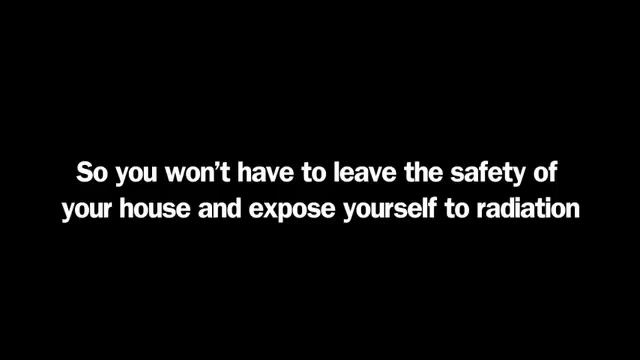 So you won’t have to leave the safety of
your house and expose yourself to radiation